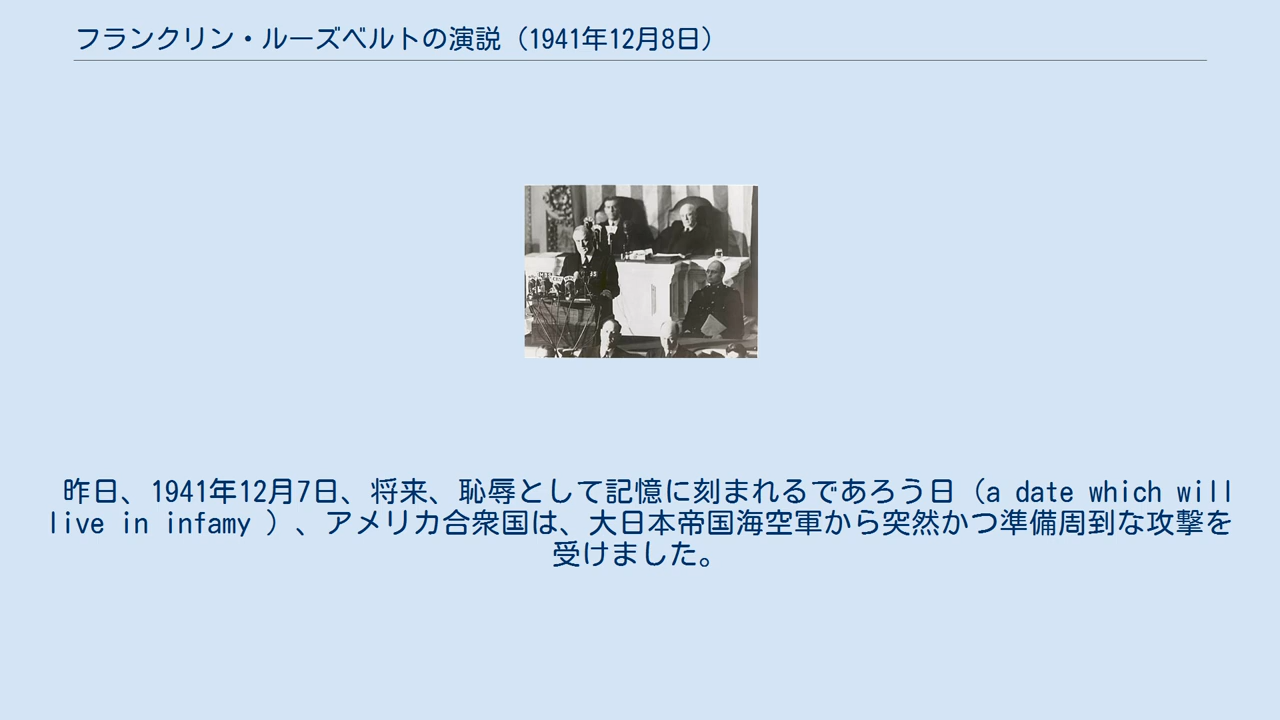 フランクリン・ルーズベルトの演説（1941年12月8日）
昨日、1941年12月7日、将来、恥辱として記憶に刻まれるであろう日（a date which will
live in infamy ）、アメリカ合衆国は、大日本帝国海空軍から突然かつ準備周到な攻撃を
受けました。